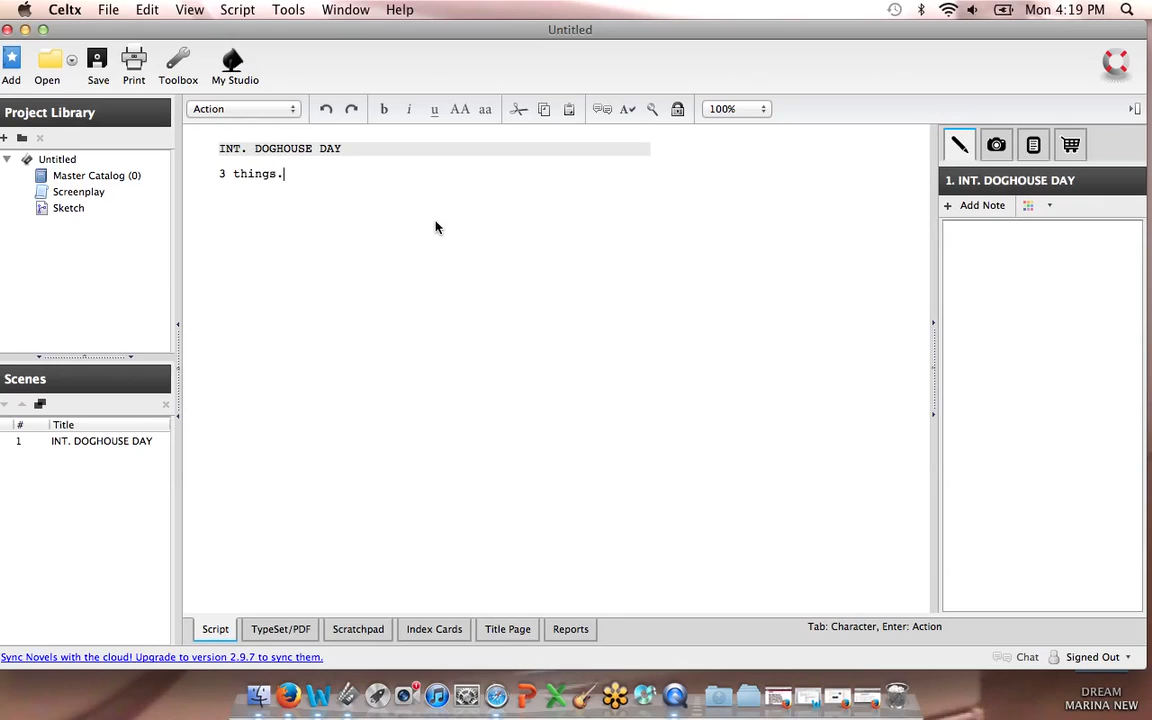 Celtx File Edit View Script Tools Window Help Mon 4:19 PM
Untitled
Add Open Save Print Toolbox My Studio
Project Library
Action 100%
Untitled
Master Catalog (0)
Screenplay
Sketch
INT. DOGHOUSE DAY
3 things.
1. INT. DOGHOUSE DAY
Add Note
Scenes
# Title
1 INT. DOGHOUSE DAY
Script TypeSet/PDF Scratchpad Index Cards Title Page Reports Tab: Character, Enter: Action
Sync Novels with the cloud! Upgrade to version 2.9.7 to sync them. Chat Signed Out
DREAM
MARINA NEW